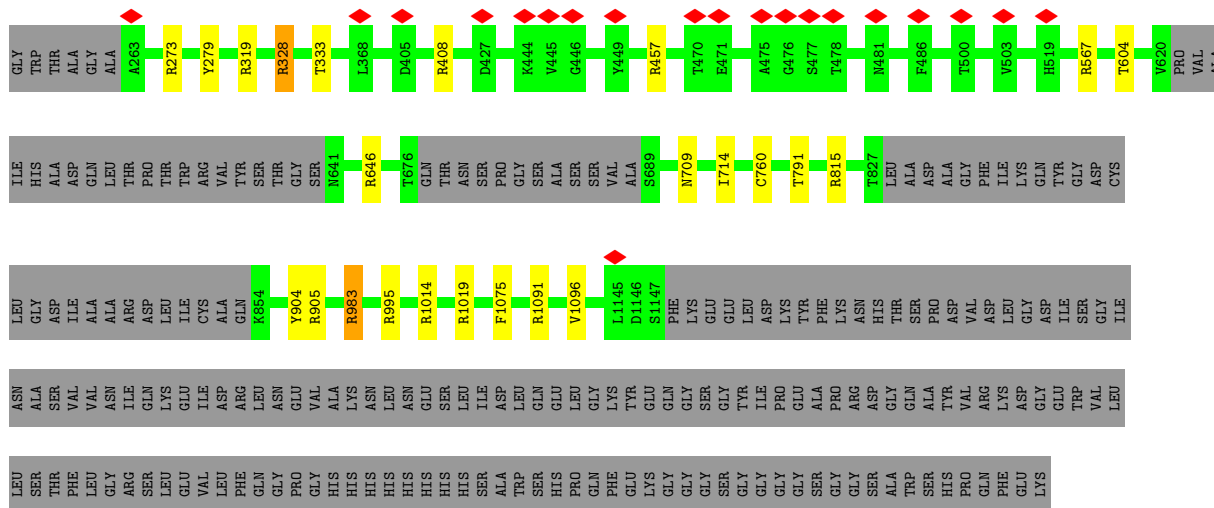 GLY TRP THR ALA GLY ALA A263 R273 Y279 R319 R328 T333 L368 D405 R408 D427 K444 V445 G446 Y449 R457 T470 E471 A475 G476 S477 T478 N481 F486 T500 V503 H519 R567 T604 V620 PRO VAL ALA
ILE HIS ALA ASP GLN LEU THR PRO THR TRP ARG VAL TYR SER THR GLY SER N641 R646 T676 GLN THR ASN SER PRO GLY SER ALA SER SER VAL ALA S689 N709 I714 C760 T791 R815 T827 LEU ALA ASP ALA GLY PHE ILE LYS GLN TYR GLY ASP CYS
LEU GLY ASP ILE ALA ALA ARG ASP LEU ILE CYS ALA GLN K854 Y904 R905 R983 R995 R1014 R1019 F1075 R1091 V1096 L1145 D1146 S1147 PHE LYS GLU GLU LEU ASP LYS TYR PHE LYS ASN HIS THR SER PRO ASP VAL ASP LEU GLY ASP ILE SER GLY ILE
ASN ALA SER VAL VAL ASN ILE GLN LYS GLU ILE ASP ARG LEU ASN GLU VAL ALA LYS ASN LEU ASN GLU SER LEU ILE ASP LEU GLN GLU LEU GLY LYS TYR GLU GLN GLY SER GLY TYR ILE PRO GLU ALA PRO ARG ASP GLY GLN ALA TYR VAL ARG LYS ASP GLY GLU TRP VAL LEU
LEU SER THR PHE LEU GLY ARG SER LEU GLU VAL LEU PHE GLN GLY PRO GLY HIS HIS HIS HIS HIS HIS HIS HIS SER ALA TRP SER HIS PRO GLN PHE GLU LYS GLY GLY GLY SER GLY GLY GLY GLY SER GLY GLY SER ALA TRP SER HIS PRO GLN PHE GLU LYS